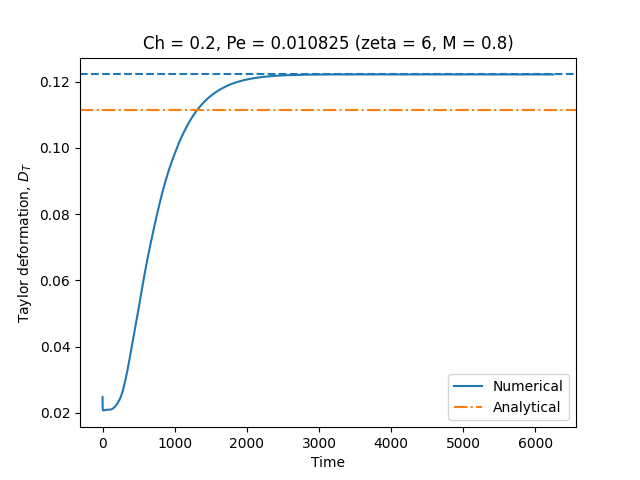 Ch = 0.2, Pe = 0.010825 (zeta = 6, M = 0.8)
Taylor deformation, D_T
0.12
0.10
0.08
0.06
0.04
0.02
Numerical
Analytical
0 1000 2000 3000 4000 5000 6000
Time